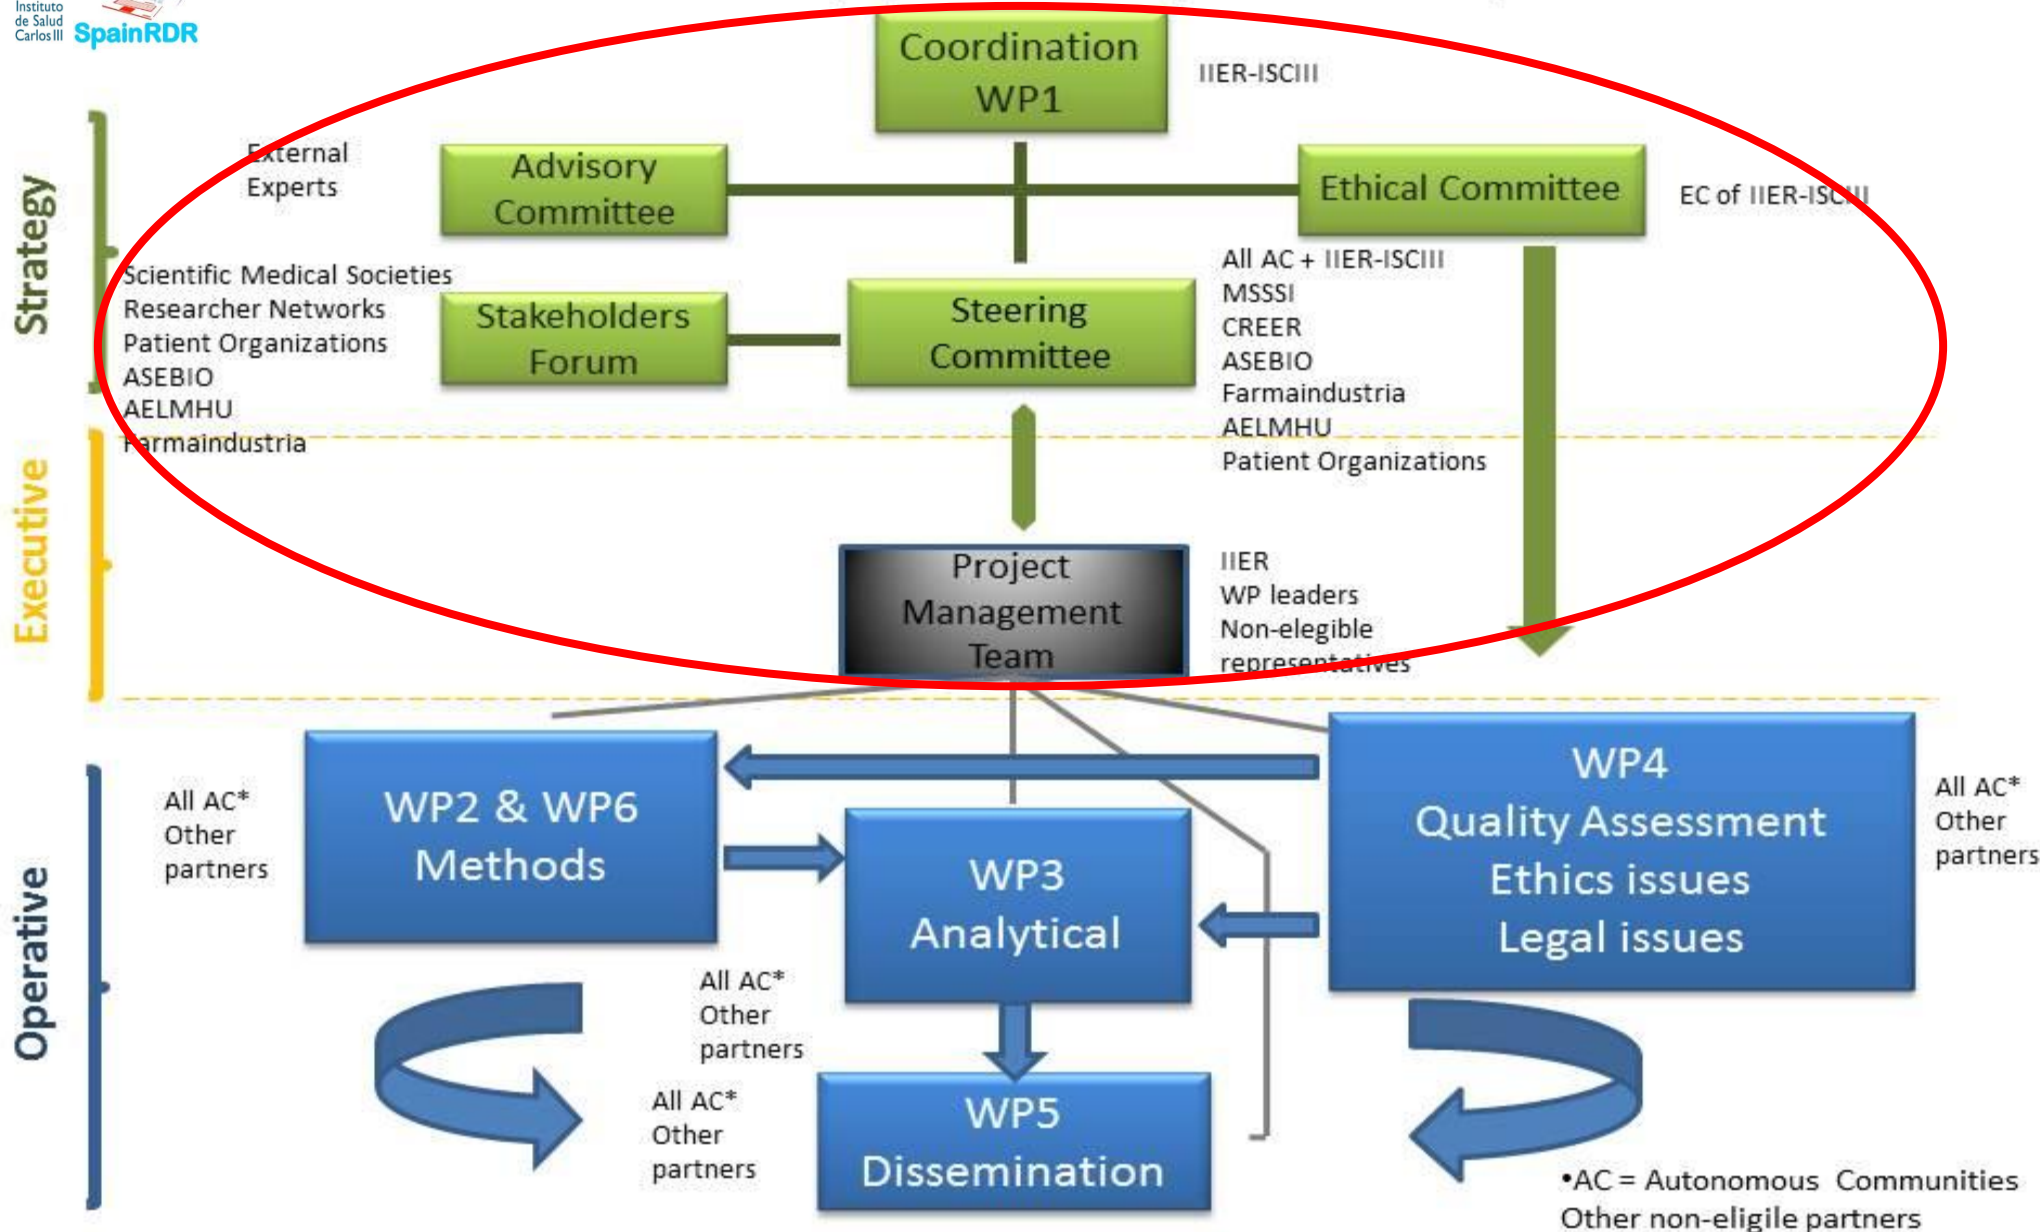 Instituto
de Salud
Carlos III
SpainRDR
Coordination
WP1
IIER-ISCIII
Strategy
External
Experts
Advisory
Committee
Ethical Committee
EC of IIER-ISCIII
Scientific Medical Societies
Researcher Networks
Patient Organizations
ASEBIO
AELMHU
Farmaindustria
Stakeholders
Forum
Steering
Committee
All AC + IIER-ISCIII
MSSSI
CREER
ASEBIO
Farmaindustria
AELMHU
Patient Organizations
Executive
Project
Management
Team
IIER
WP leaders
Non-elegible
representatives
Operative
All AC*
Other
partners
WP2 & WP6
Methods
WP3
Analytical
WP4
Quality Assessment
Ethics issues
Legal issues
All AC*
Other
partners
All AC*
Other
partners
All AC*
Other
partners
WP5
Dissemination
•AC = Autonomous Communities
Other non-eligile partners